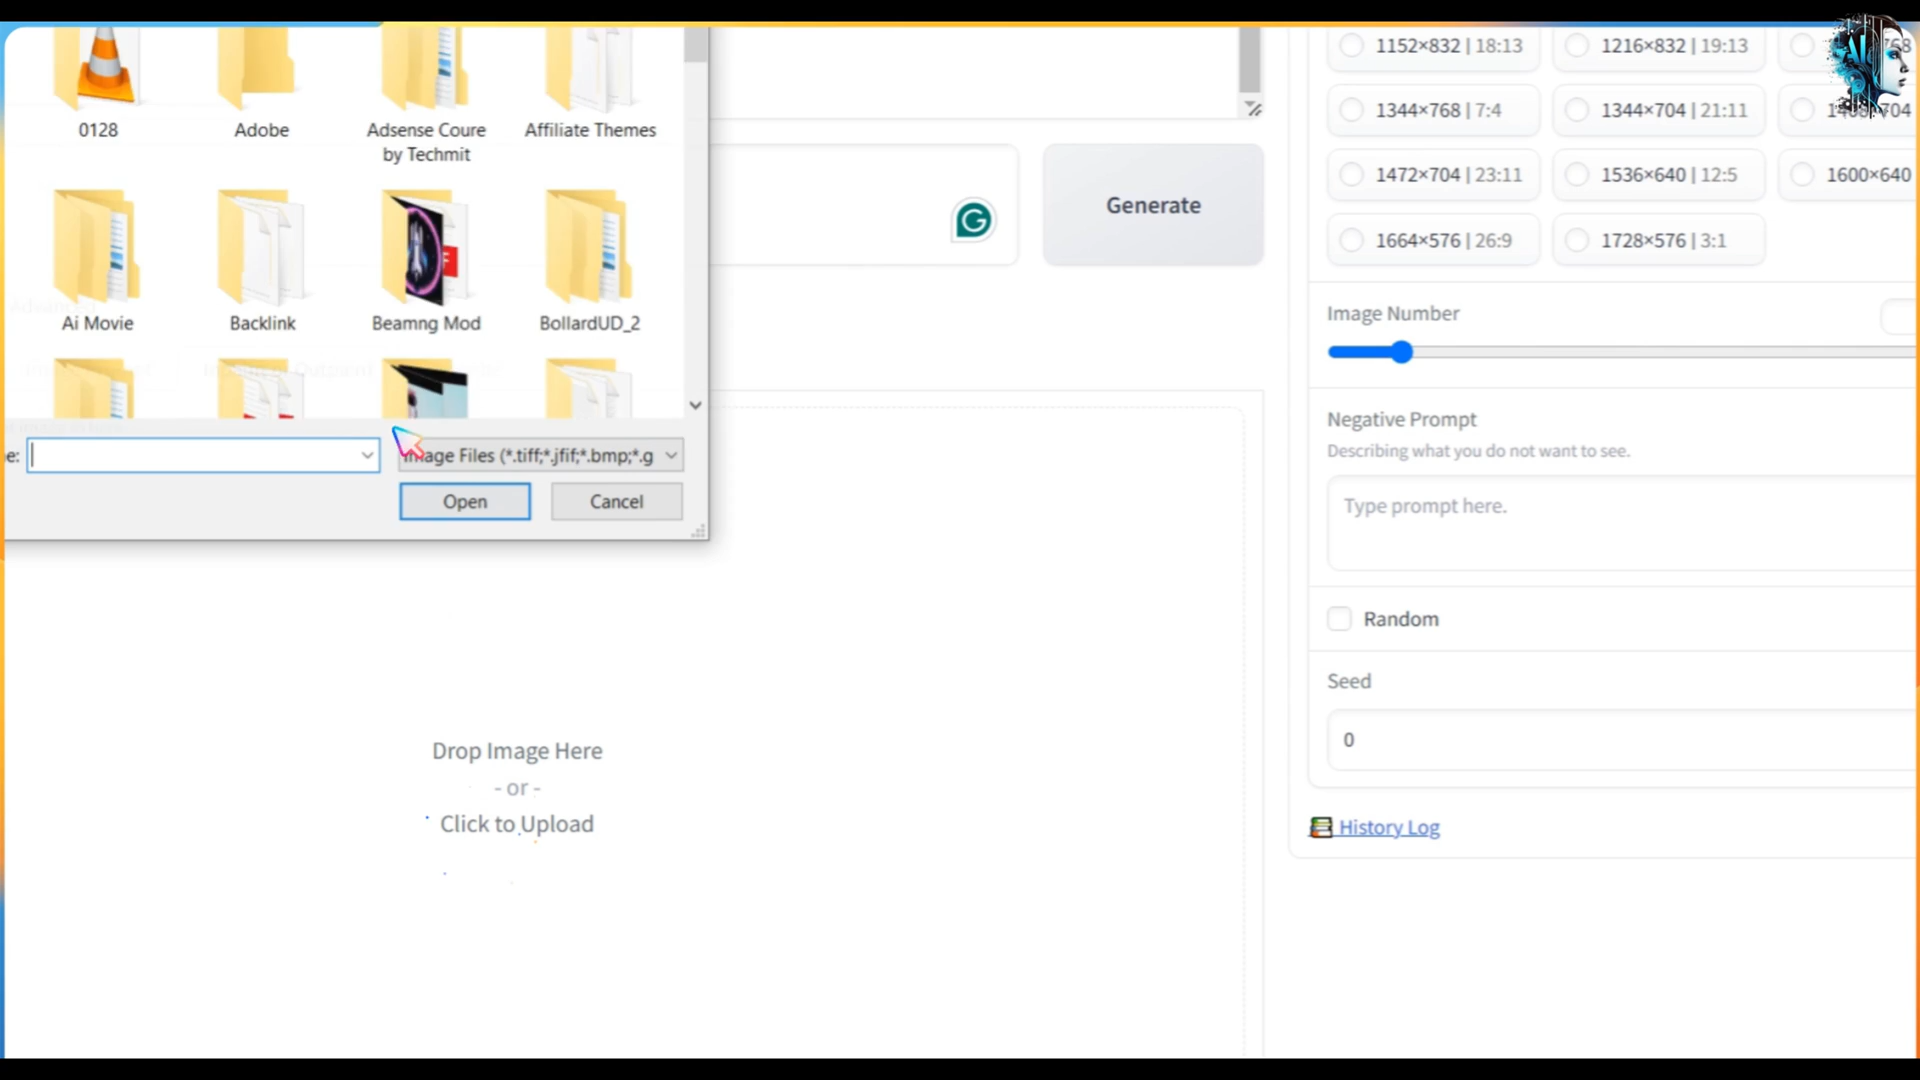 1152×832 | 18:13
1216×832 | 19:13
768
0128
Adobe
Adsense Coure
by Techmit
Affiliate Themes
1344×768 | 7:4
1344×704 | 21:11
1472×704 | 23:11
1536×640 | 12:5
1600×640
Generate
1664×576 | 26:9
1728×576 | 3:1
Ai Movie
Backlink
Beamng Mod
BollardUD_2
Image Number
Negative Prompt
Describing what you do not want to see.
e:
Image Files (*.tiff;*.jfif;*.bmp;*.g
Open
Cancel
Type prompt here.
Random
Seed
0
Drop Image Here
- or -
Click to Upload
History Log